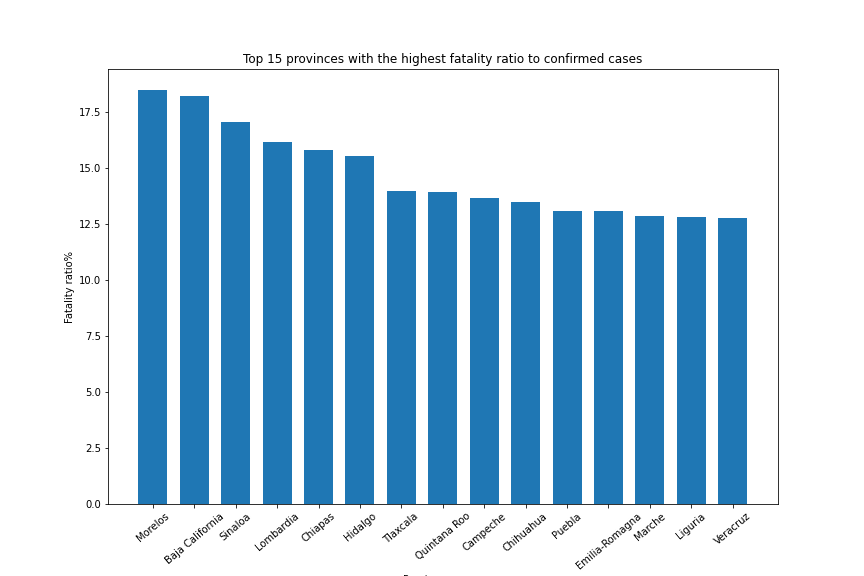 Top 15 provinces with the highest fatality ratio to confirmed cases
Fatality ratio%
17.5
15.0
12.5
10.0
7.5
5.0
2.5
0.0
Morelos
Baja California
Sinaloa
Lombardia
Chiapas
Hidalgo
Tlaxcala
Quintana Roo
Campeche
Chihuahua
Puebla
Emilia-Romagna
Marche
Liguria
Veracruz